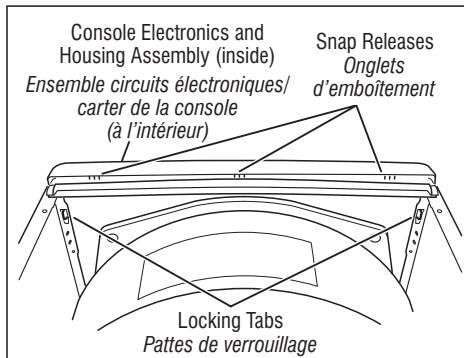 Console Electronics and
Housing Assembly (inside)
Ensemble circuits électroniques/
carter de la console
(à l’intérieur)
Snap Releases
Onglets
d’emboîtement
Locking Tabs
Pattes de verrouillage